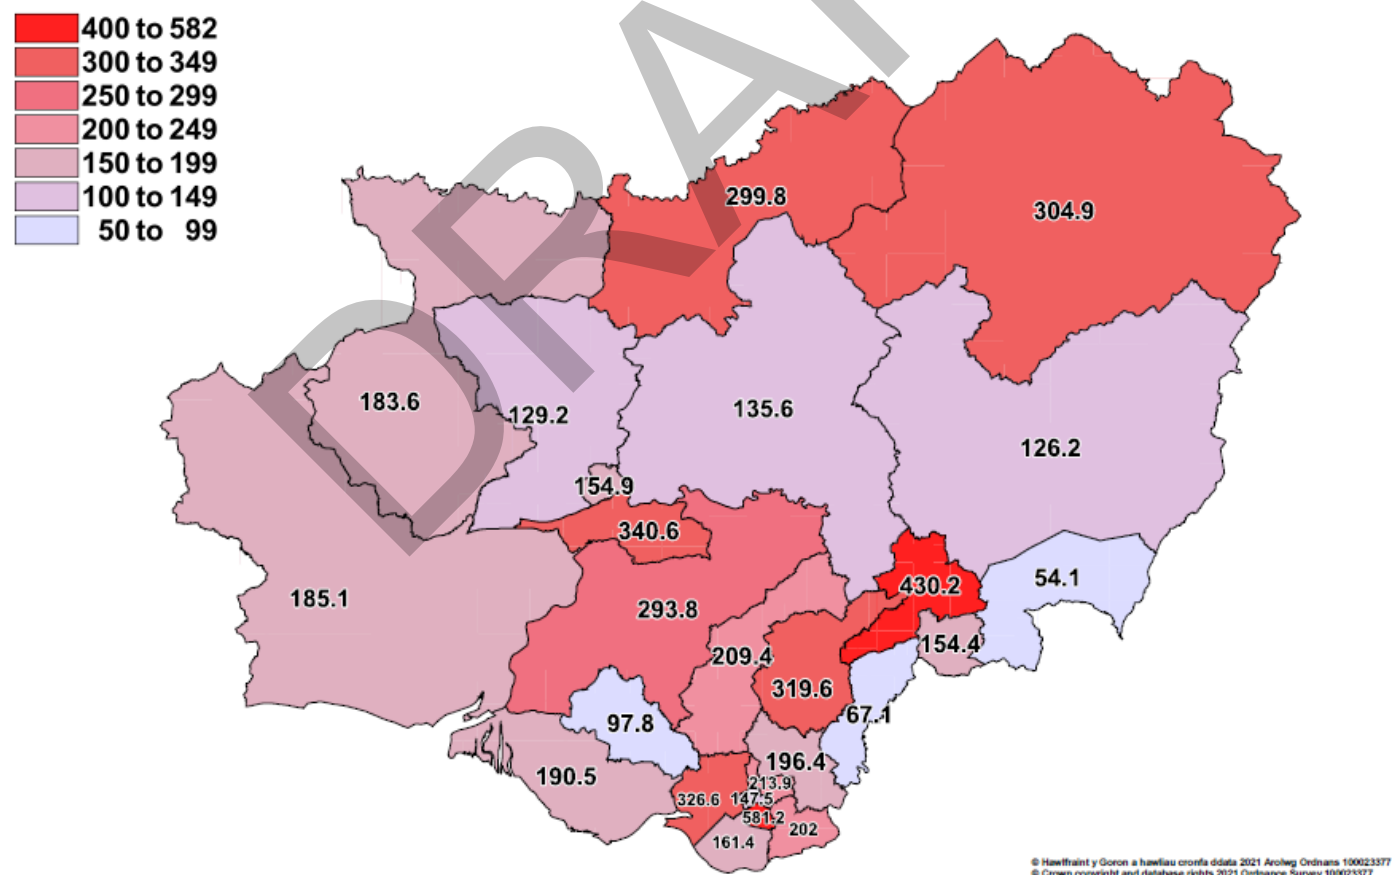 400 to 582
300 to 349
250 to 299
200 to 249
150 to 199
100 to 149
50 to 99
DRA
299.8
304.9
183.6
129.2
135.6
126.2
154.9
340.6
430.2
54.1
185.1
293.8
209.4
154.4
319.6
67.1
97.8
190.5
196.4
213.9
326.6
147.5
581.2
202
161.4
© Hawlfraint y Goron a hawliau cronfa ddata 2021 Arolwg Ordnans 100023377
© Crown copyright and database rights 2021 Ordnance Survey 100023377